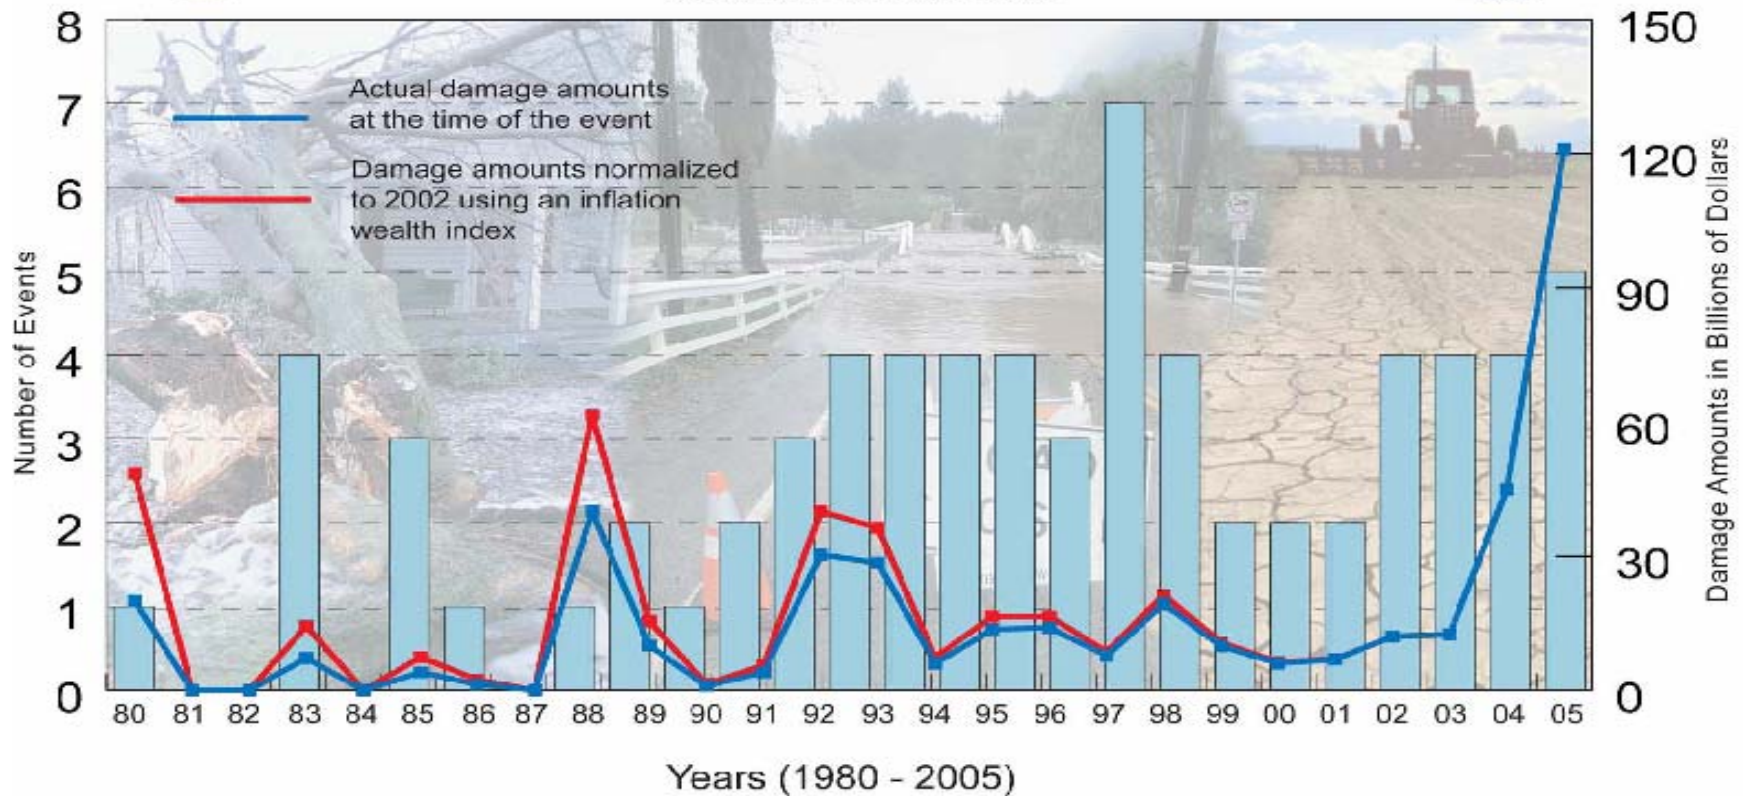 8
7
6
5
4
3
2
1
0
Number of Events
Actual damage amounts
at the time of the event
Damage amounts normalized
to 2002 using an inflation
wealth index
150
120
90
60
30
0
Damage Amounts in Billions of Dollars
80 81 82 83 84 85 86 87 88 89 90 91 92 93 94 95 96 97 98 99 00 01 02 03 04 05
Years (1980 - 2005)